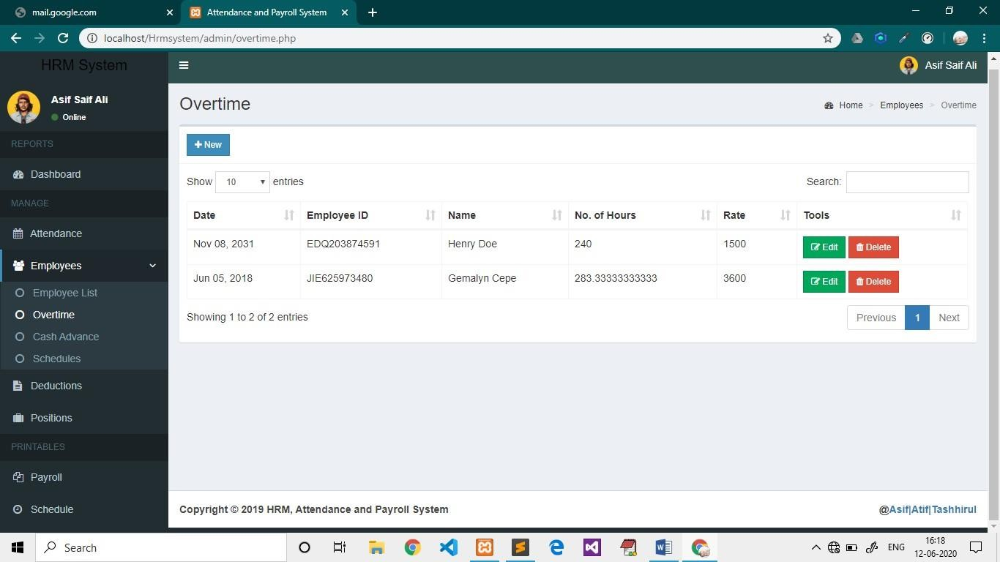 mail.google.com
Attendance and Payroll System
localhost/Hrmsystem/admin/overtime.php
HRM System
Asif Saif Ali
Asif Saif Ali
Online
Overtime
Home > Employees > Overtime
REPORTS
Dashboard
MANAGE
Attendance
Employees
Employee List
Overtime
Cash Advance
Schedules
Deductions
Positions
PRINTABLES
Payroll
Schedule
New
Show 10 entries
Search:
Date Employee ID Name No. of Hours Rate Tools
Nov 08, 2031 EDQ203874591 Henry Doe 240 1500 Edit Delete
Jun 05, 2018 JIE625973480 Gemalyn Cepe 283.33333333333 3600 Edit Delete
Showing 1 to 2 of 2 entries
Previous 1 Next
Copyright © 2019 HRM, Attendance and Payroll System
@Asif|Atif|Tashhirul
Search
ENG
16:18
12-06-2020